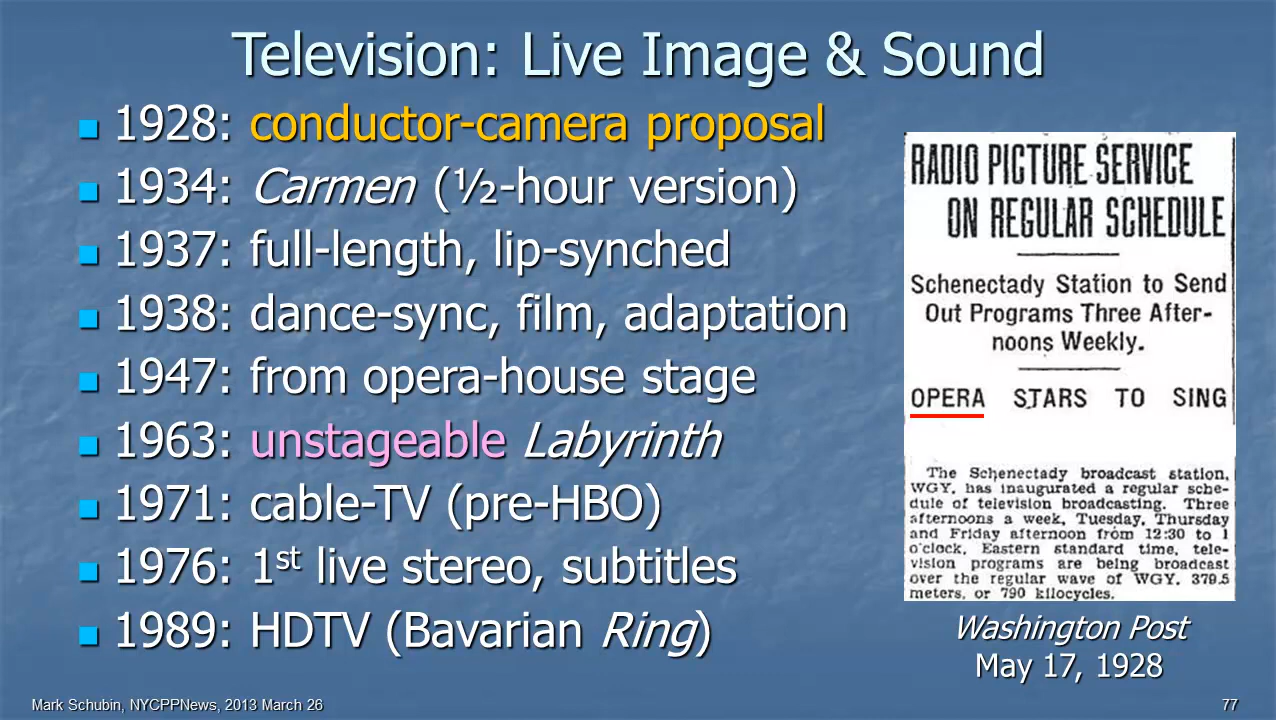 Television: Live Image & Sound
1928: conductor-camera proposal
1934: Carmen (½-hour version)
1937: full-length, lip-synched
1938: dance-sync, film, adaptation
1947: from opera-house stage
1963: unstageable Labyrinth
1971: cable-TV (pre-HBO)
1976: 1st live stereo, subtitles
1989: HDTV (Bavarian Ring)
RADIO PICTURE SERVICE
ON REGULAR SCHEDULE
Schenectady Station to Send
Out Programs Three After-
noons Weekly.
OPERA STARS TO SING
The Schenectady broadcast station,
WGY, has inaugurated a regular sche-
dule of television broadcasting. Three
afternoons a week, Tuesday, Thursday
and Friday afternoon from 12:30 to 1
o'clock, Eastern standard time, tele-
vision programs are being broadcast
over the regular wave of WGY, 379.5
meters, or 790 kilocycles.
Washington Post
May 17, 1928
Mark Schubin, NYCPPNews, 2013 March 26
77